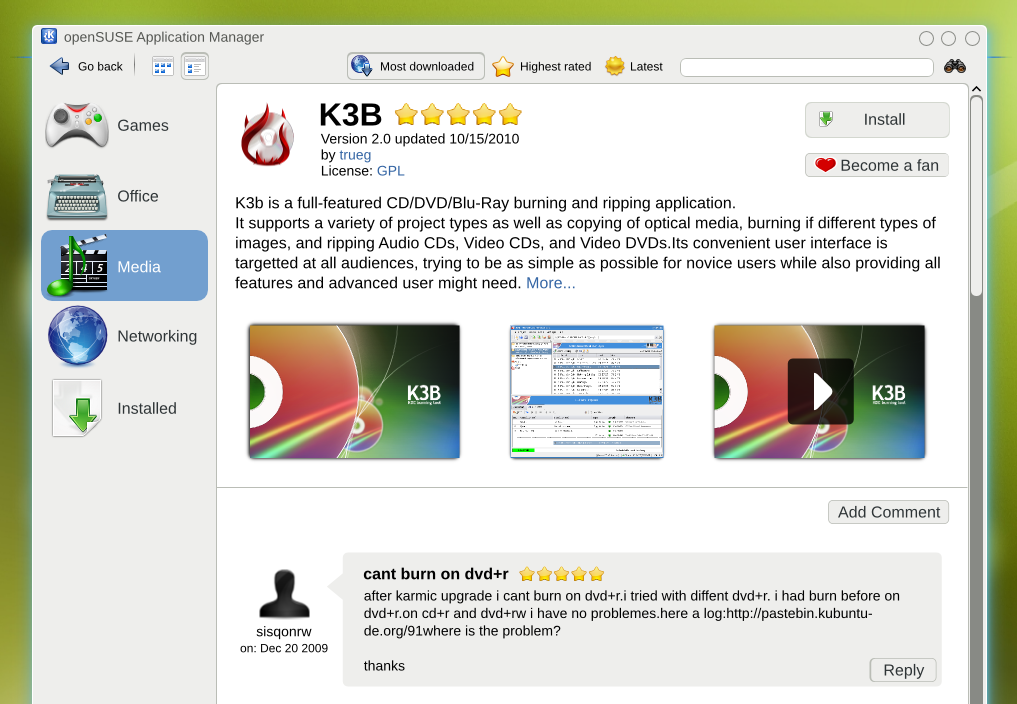 openSUSE Application Manager
Go back
Most downloaded
Highest rated
Latest
Games
Office
Media
Networking
Installed
K3B
Version 2.0 updated 10/15/2010
by trueg
License: GPL
Install
Become a fan
K3b is a full-featured CD/DVD/Blu-Ray burning and ripping application.
It supports a variety of project types as well as copying of optical media, burning if different types of
images, and ripping Audio CDs, Video CDs, and Video DVDs.Its convenient user interface is
targetted at all audiences, trying to be as simple as possible for novice users while also providing all
features and advanced user might need. More...
K3B
K3B
Add Comment
cant burn on dvd+r
after karmic upgrade i cant burn on dvd+r.i tried with diffent dvd+r. i had burn before on
dvd+r.on cd+r and dvd+rw i have no problemes.here a log:http://pastebin.kubuntu-
de.org/91where is the problem?
thanks
sisqonrw
on: Dec 20 2009
Reply